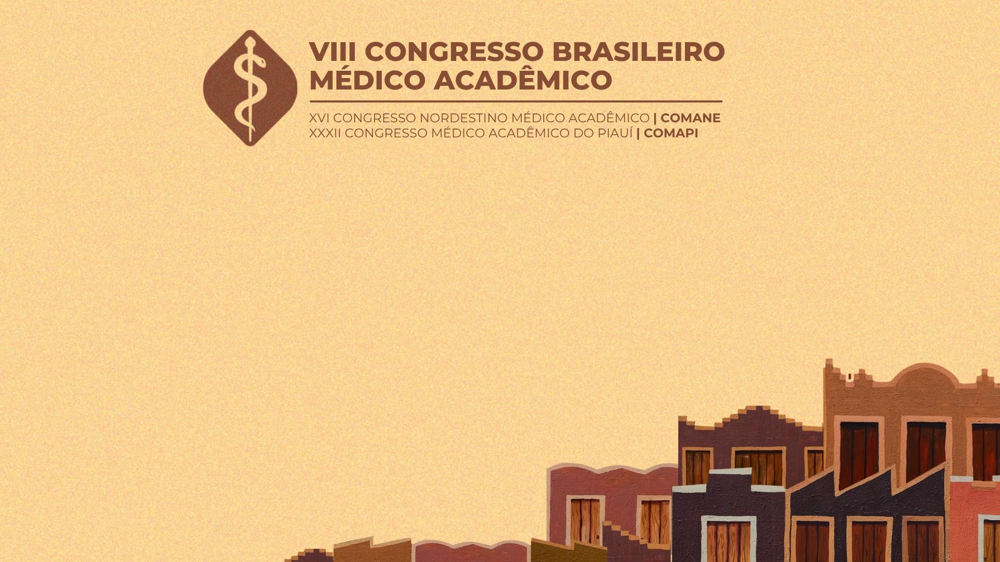 VIII CONGRESSO BRASILEIRO
MÉDICO ACADÊMICO
XVI CONGRESSO NORDESTINO MÉDICO ACADÊMICO | COMANE
XXXII CONGRESSO MÉDICO ACADÊMICO DO PIAUÍ | COMAPI